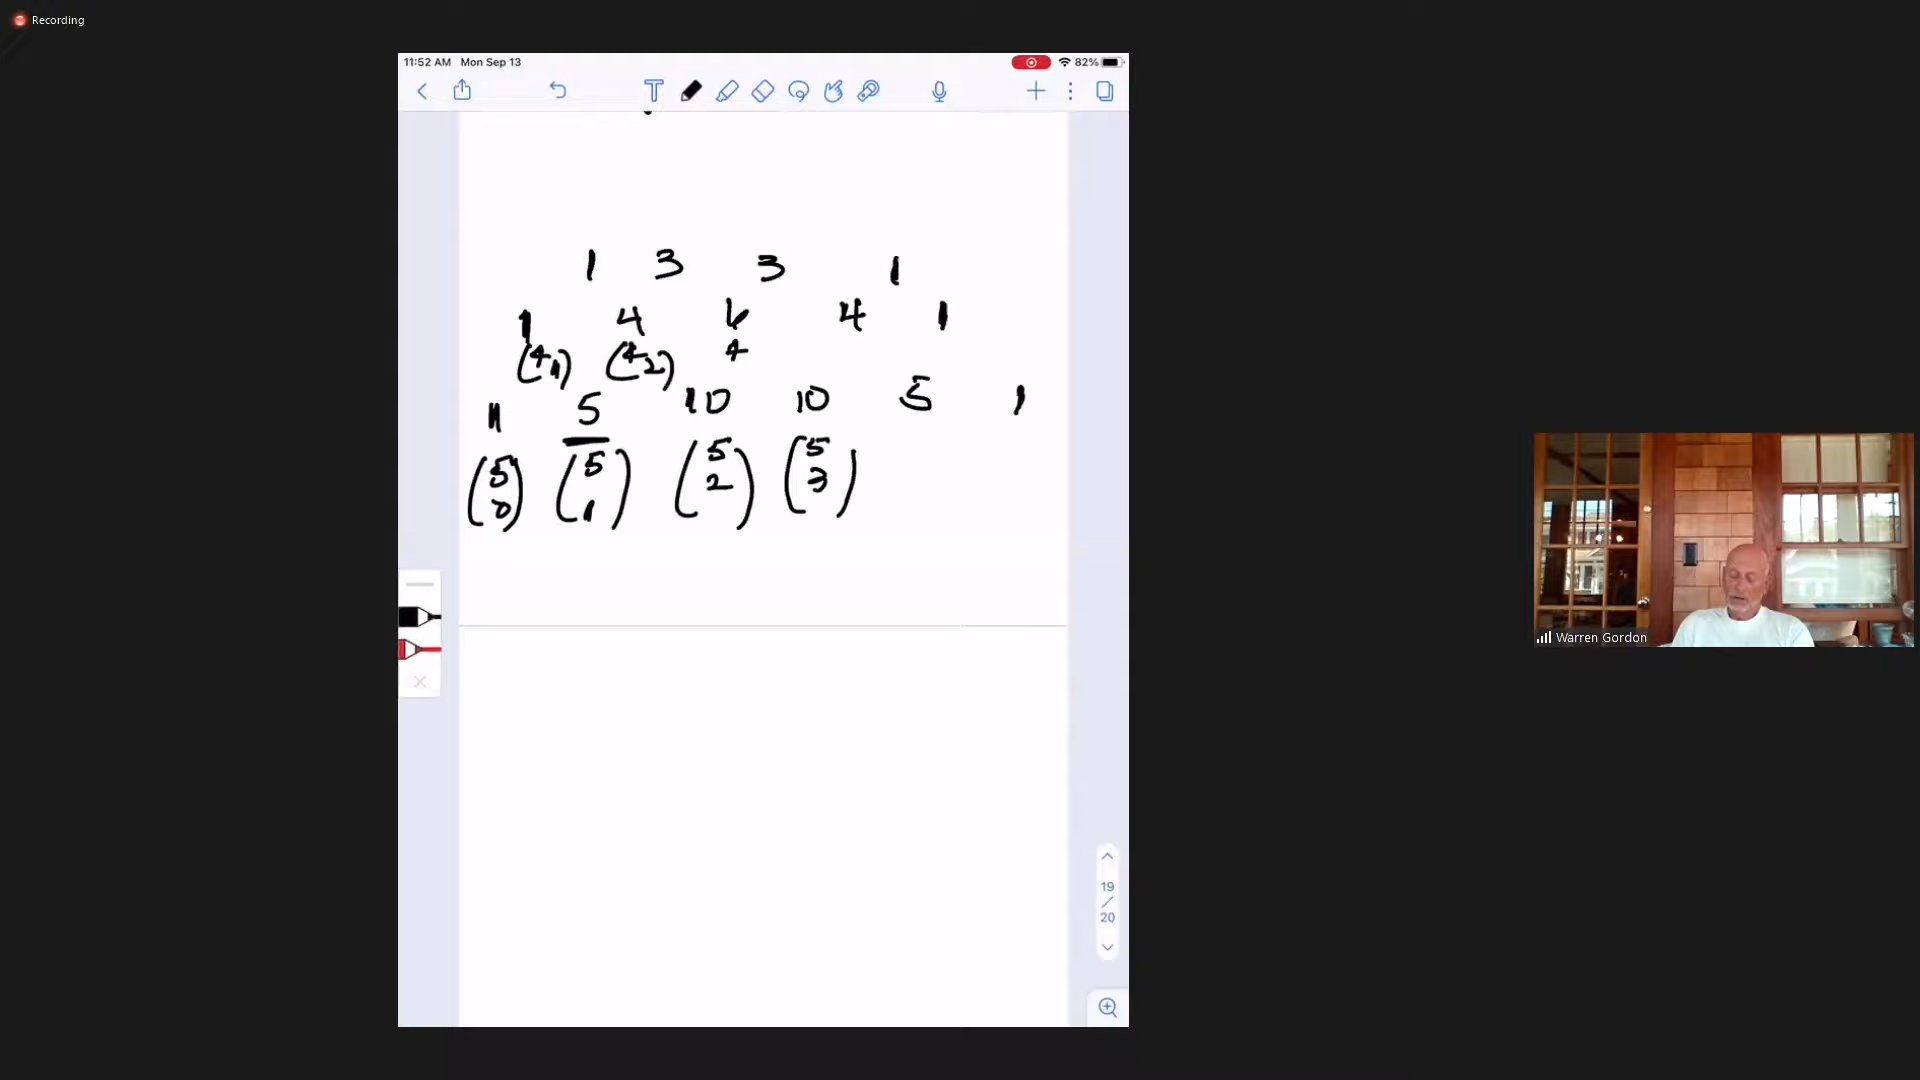 Recording
11:52 AM Mon Sep 13 82%
T
1 3 3 1
1 4 6 4 1
(4 1) (4 2) 4
1 5 10 10 5 1
(5 0) (5 1) (5 2) (5 3)
19
/
20
Warren Gordon